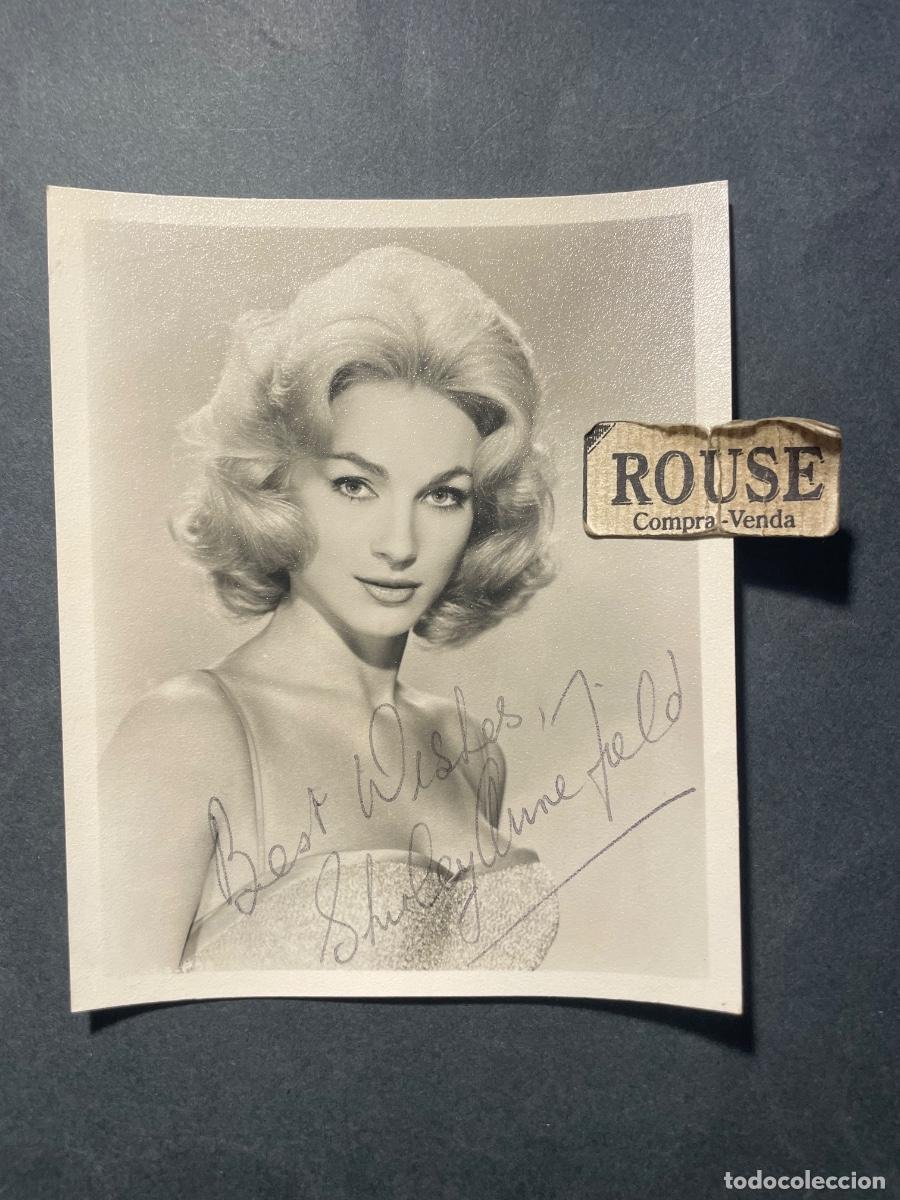 ROUSE
Compra-Venda
Best Wishes,
Shirley Anne Field
todocoleccion